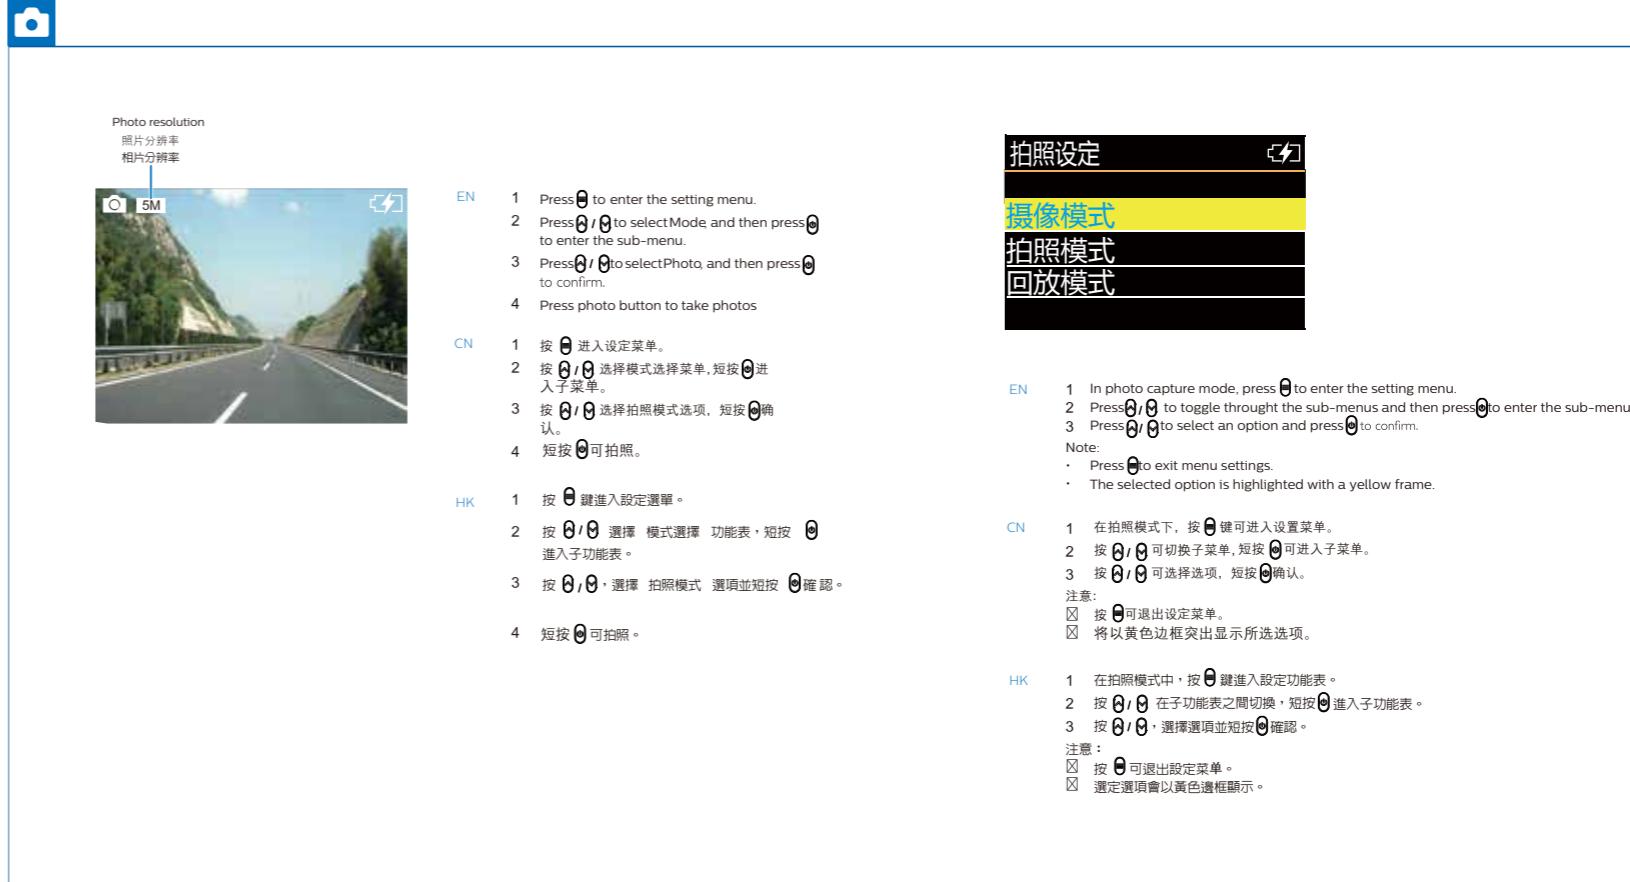 Photo resolution
照片分辨率
相片分辨率
5M
EN
1 Press to enter the setting menu.
2 Press / to select Mode, and then press
to enter the sub-menu.
3 Press / to select Photo, and then press
to confirm.
4 Press photo button to take photos
CN
1 按 进入设定菜单。
2 按 / 选择模式选择菜单,短按 进
入子菜单。
3 按 / 选择拍照模式选项，短按 确
认。
4 短按 可拍照。
HK
1 按 鍵進入設定選單。
2 按 / 選擇 模式選擇 功能表，短按
進入子功能表。
3 按 / ，選擇 拍照模式 選項並短按 確認。
4 短按 可拍照。
拍照设定
摄像模式
拍照模式
回放模式
EN
1 In photo capture mode, press to enter the setting menu.
2 Press / to toggle throught the sub-menus and then press to enter the sub-menu
3 Press / to select an option and press to confirm.
Note:
· Press to exit menu settings.
· The selected option is highlighted with a yellow frame.
CN
1 在拍照模式下，按 键可进入设置菜单。
2 按 / 可切换子菜单,短按 可进入子菜单。
3 按 / 可选择选项，短按 确认。
注意:
按 可退出设定菜单。
将以黄色边框突出显示所选选项。
HK
1 在拍照模式中，按 鍵進入設定功能表。
2 按 / 在子功能表之間切換，短按 進入子功能表。
3 按 / ，選擇選項並短按 確認。
注意：
按 可退出設定菜單。
選定選項會以黃色邊框顯示。